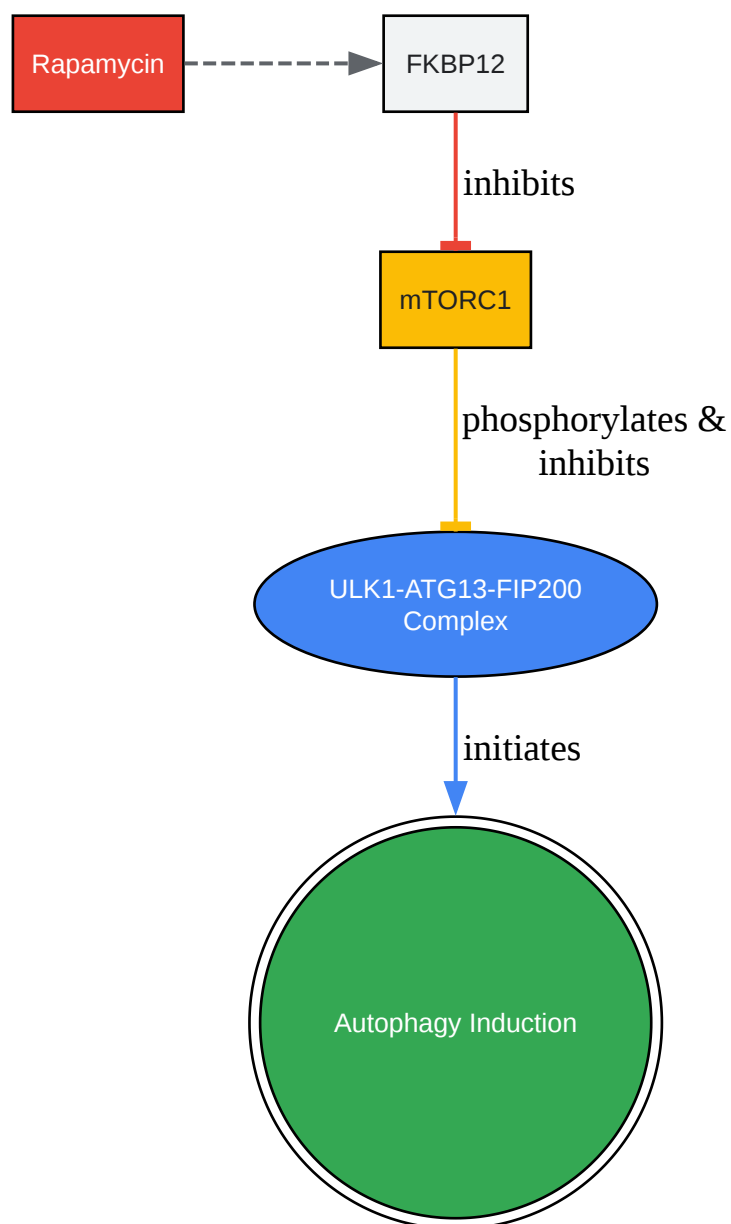 Rapamycin
FKBP12
inhibits
mTORC1
phosphorylates &
inhibits
ULK1-ATG13-FIP200
Complex
initiates
Autophagy Induction